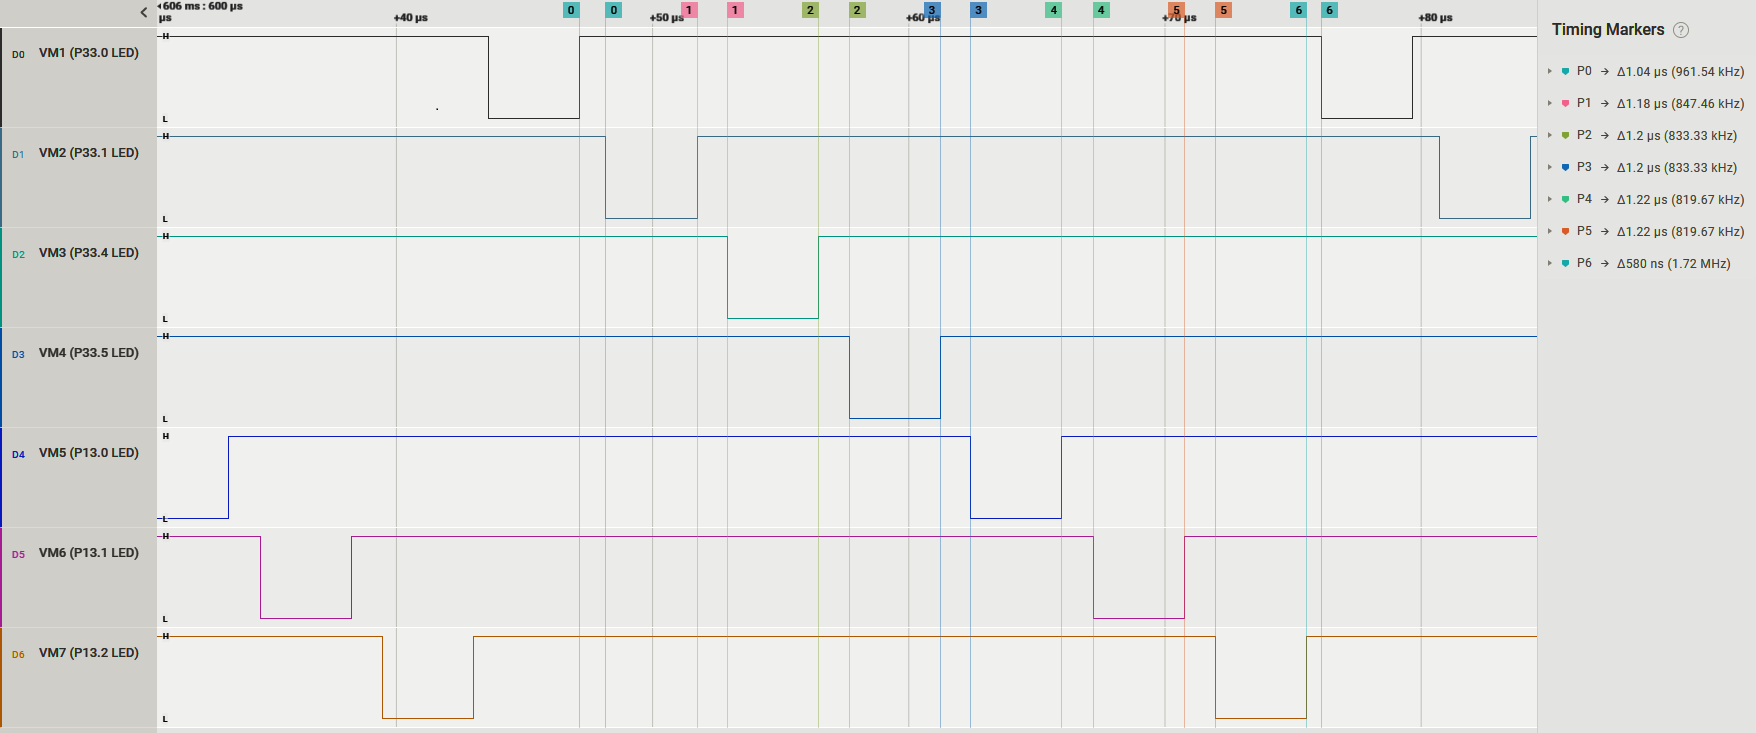 606 ms : 600 µs
µs
+40 µs
+50 µs
+60 µs
+70 µs
+80 µs
0 0 1 1 2 2 3 3 4 4 5 5 6 6
D0 VM1 (P33.0 LED)
H
L
D1 VM2 (P33.1 LED)
H
L
D2 VM3 (P33.4 LED)
H
L
D3 VM4 (P33.5 LED)
H
L
D4 VM5 (P13.0 LED)
H
L
D5 VM6 (P13.1 LED)
H
L
D6 VM7 (P13.2 LED)
H
L
Timing Markers ?
P0 → Δ1.04 µs (961.54 kHz)
P1 → Δ1.18 µs (847.46 kHz)
P2 → Δ1.2 µs (833.33 kHz)
P3 → Δ1.2 µs (833.33 kHz)
P4 → Δ1.22 µs (819.67 kHz)
P5 → Δ1.22 µs (819.67 kHz)
P6 → Δ580 ns (1.72 MHz)